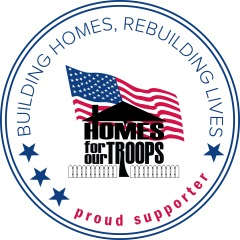 BUILDING HOMES, REBUILDING LIVES
HOMES
for
our TROOPS
proud supporter